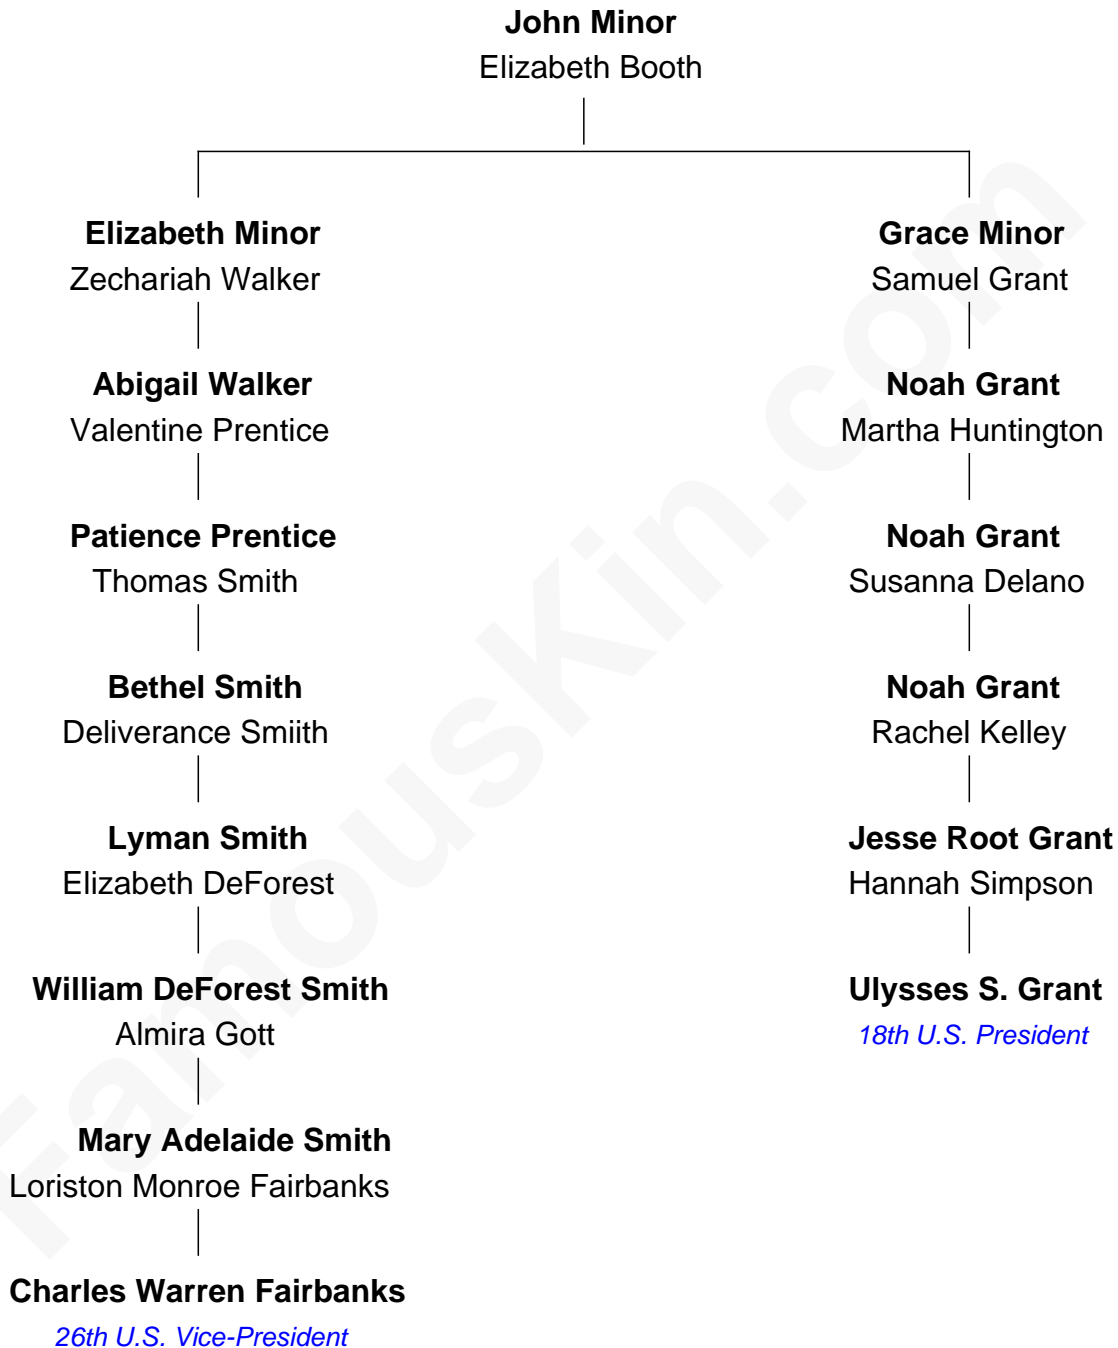 John Minor
Elizabeth Booth
Elizabeth Minor
Zechariah Walker
Abigail Walker
Valentine Prentice
Patience Prentice
Thomas Smith
Bethel Smith
Deliverance Smiith
Lyman Smith
Elizabeth DeForest
William DeForest Smith
Almira Gott
Mary Adelaide Smith
Loriston Monroe Fairbanks
Charles Warren Fairbanks
26th U.S. Vice-President
Grace Minor
Samuel Grant
Noah Grant
Martha Huntington
Noah Grant
Susanna Delano
Noah Grant
Rachel Kelley
Jesse Root Grant
Hannah Simpson
Ulysses S. Grant
18th U.S. President
FamousKin.com